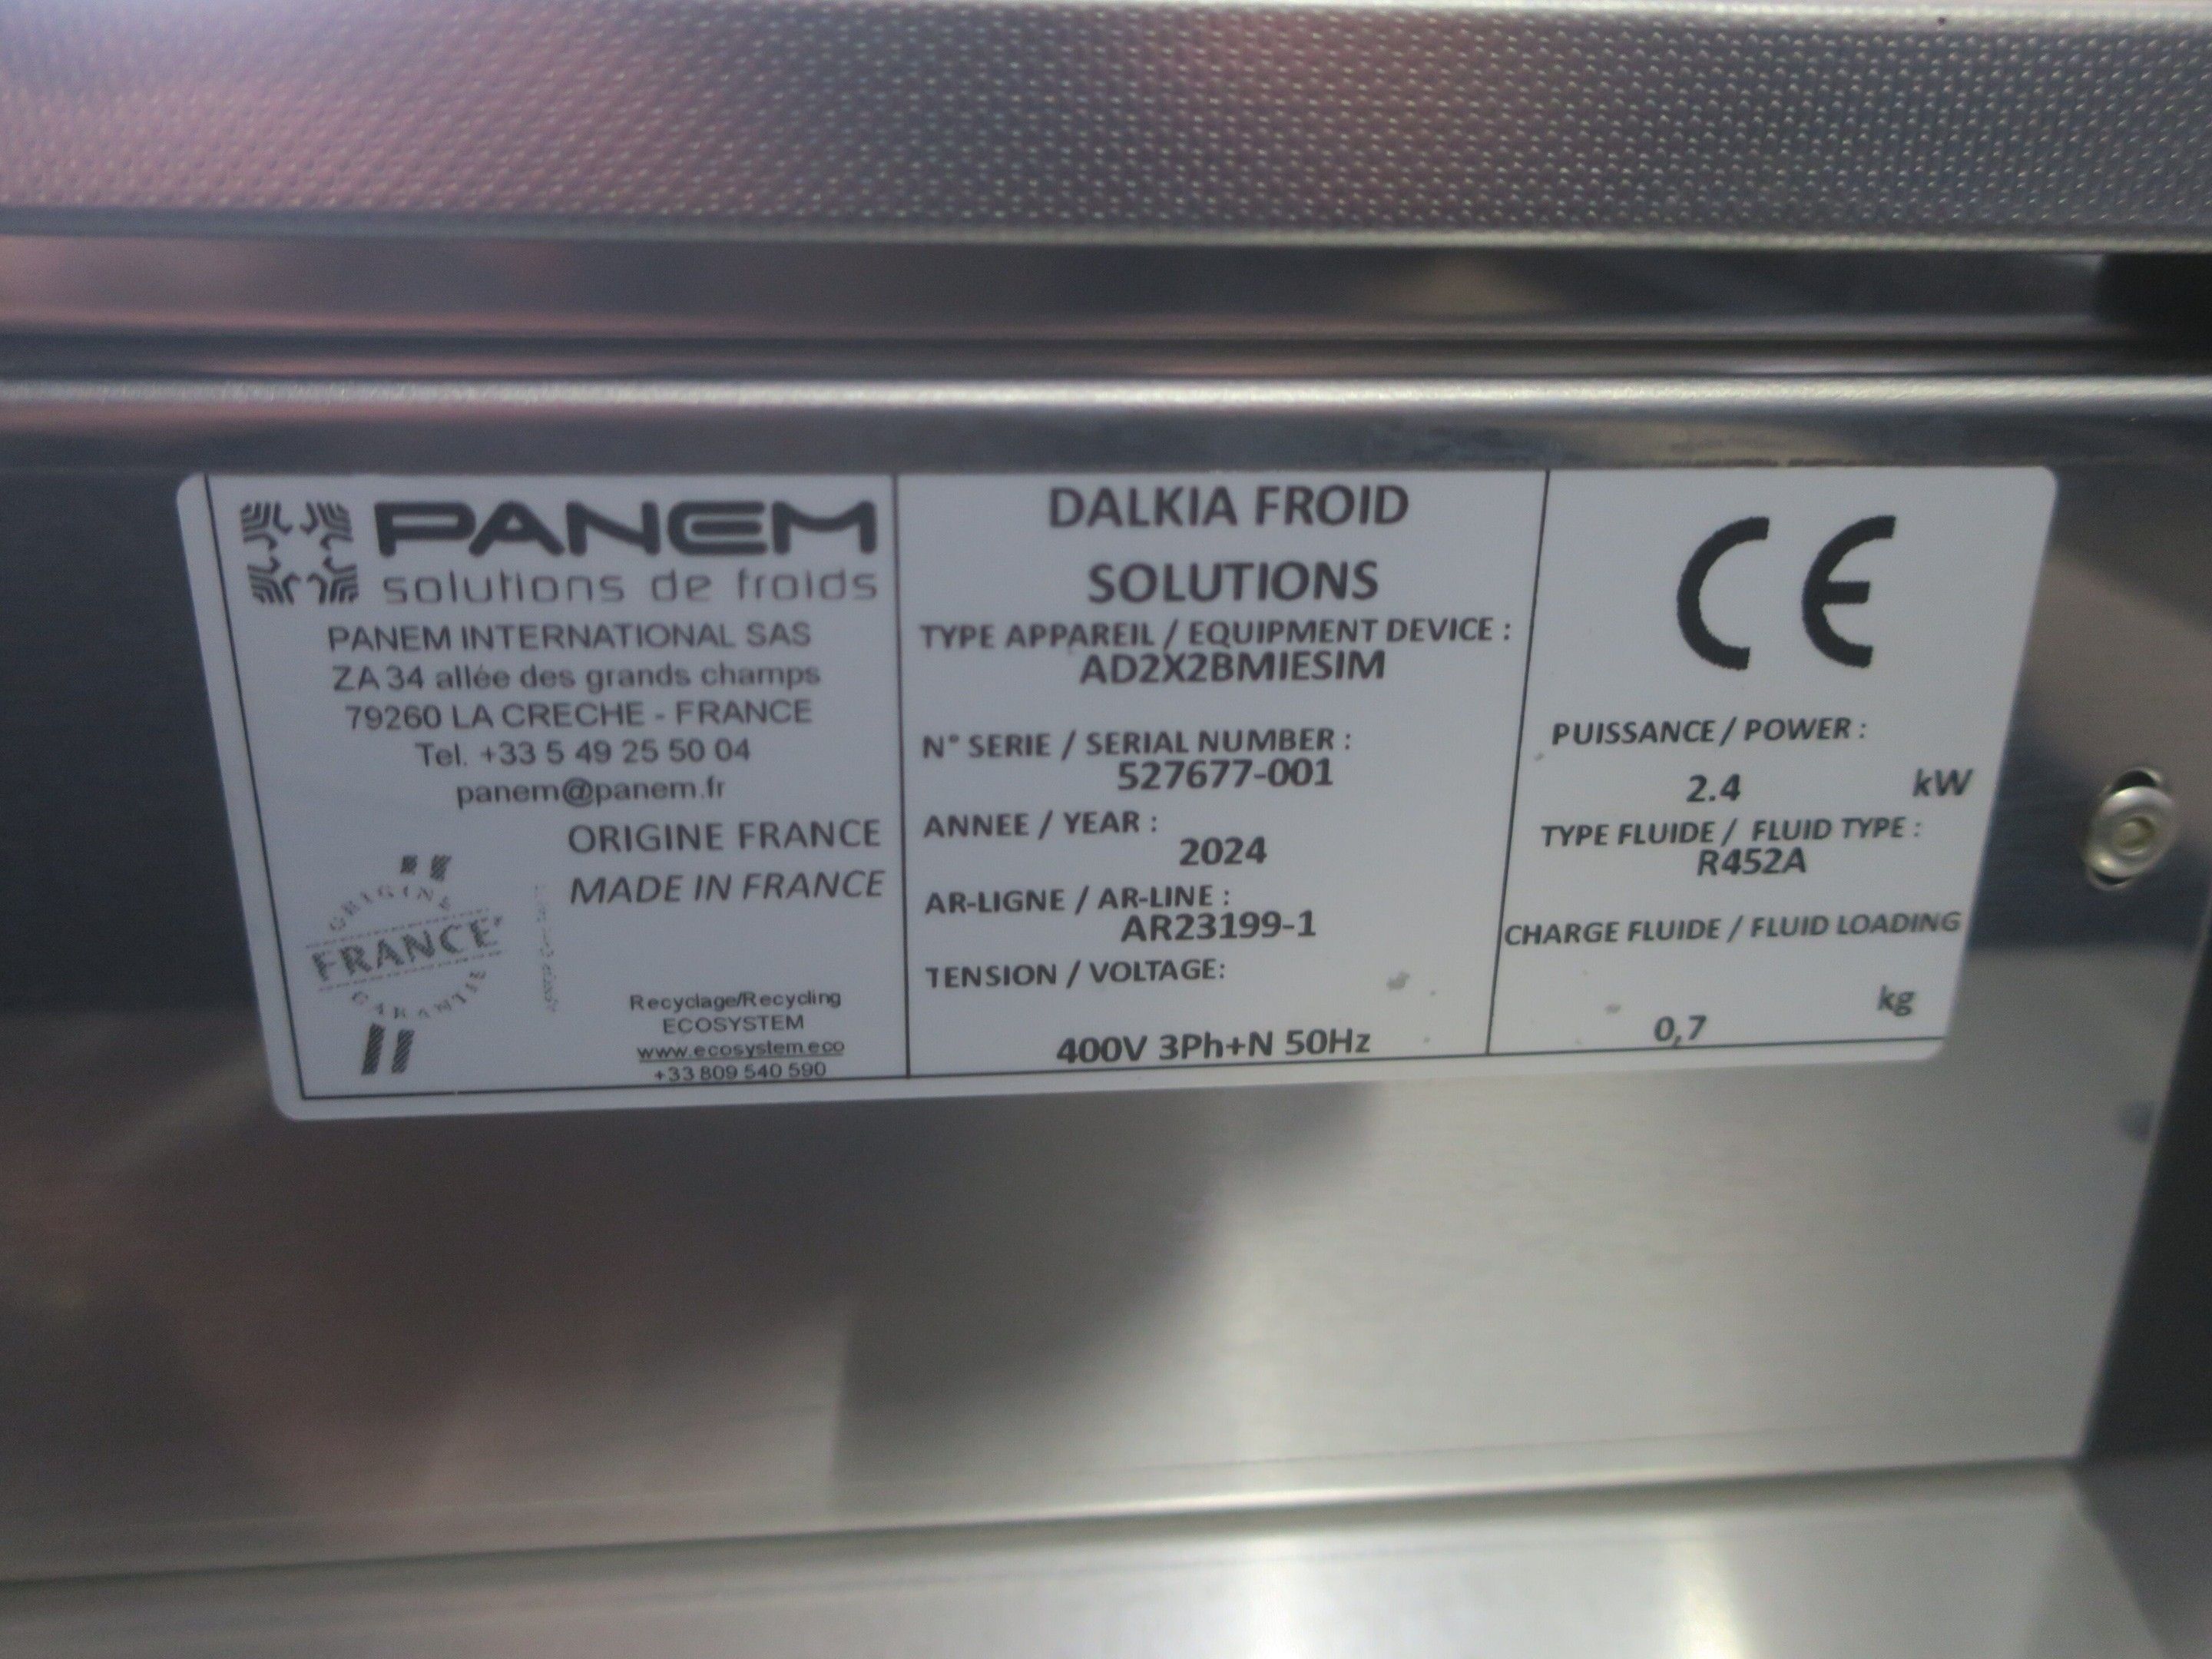 PANEM
solutions de froids
PANEM INTERNATIONAL SAS
ZA 34 allée des grands champs
79260 LA CRECHE - FRANCE
Tel. +33 5 49 25 50 04
panem@panem.fr
ORIGINE FRANCE
MADE IN FRANCE
ORIGINE
FRANCE
GARANTIE
Recyclage/Recycling
ECOSYSTEM
www.ecosystem.eco
+33 809 540 590
DALKIA FROID
SOLUTIONS
TYPE APPAREIL / EQUIPMENT DEVICE :
AD2X2BMIESIM
N° SERIE / SERIAL NUMBER :
527677-001
ANNEE / YEAR :
2024
AR-LIGNE / AR-LINE :
AR23199-1
TENSION / VOLTAGE:
400V 3Ph+N 50Hz
CE
PUISSANCE / POWER :
2.4 kW
TYPE FLUIDE / FLUID TYPE :
R452A
CHARGE FLUIDE / FLUID LOADING
0,7 kg